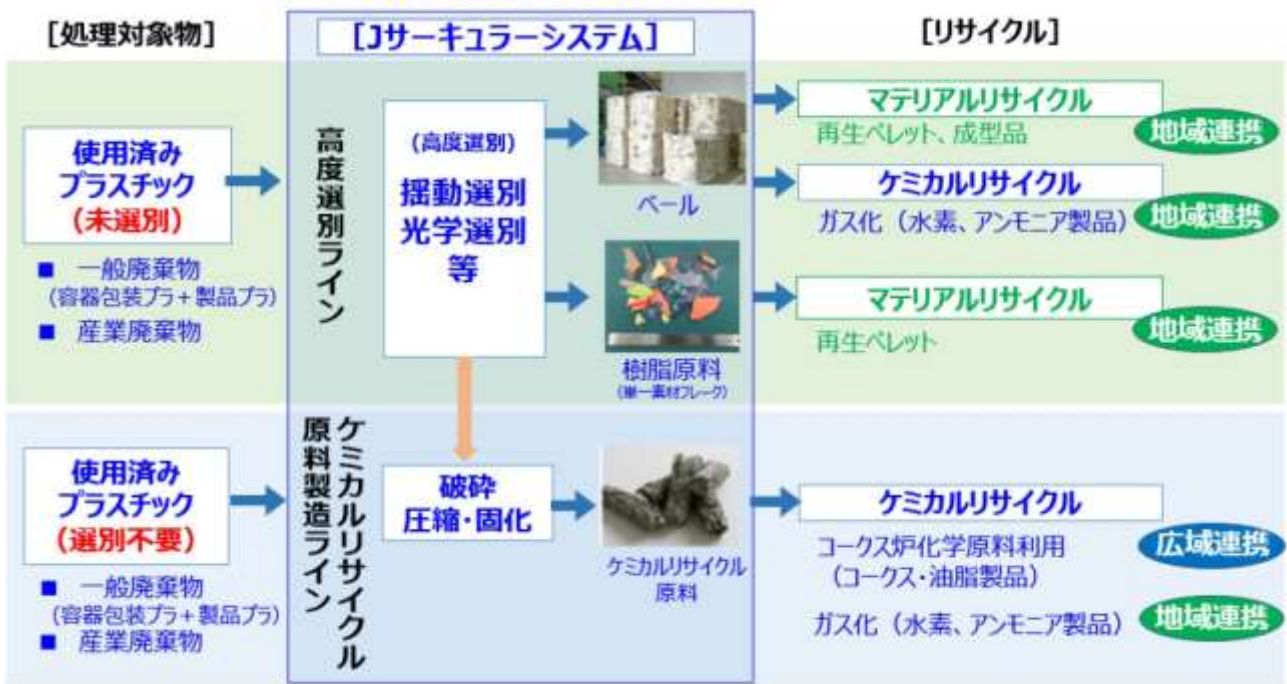 [処理対象物]
[Jサーキュラーシステム]
[リサイクル]
使用済み
プラスチック
(未選別)
■ 一般廃棄物
(容器包装プラ+製品プラ)
■ 産業廃棄物
高度選別ライン
(高度選別)
揺動選別
光学選別
等
ベール
樹脂原料
(単一素材フレーク)
マテリアルリサイクル
再生ペレット、成型品
地域連携
ケミカルリサイクル
ガス化(水素、アンモニア製品)
地域連携
マテリアルリサイクル
再生ペレット
地域連携
使用済み
プラスチック
(選別不要)
■ 一般廃棄物
(容器包装プラ+製品プラ)
■ 産業廃棄物
ケミカルリサイクル
原料製造ライン
破砕
圧縮・固化
ケミカルリサイクル
原料
ケミカルリサイクル
コークス炉化学原料利用
(コークス・油脂製品)
広域連携
ガス化(水素、アンモニア製品)
地域連携